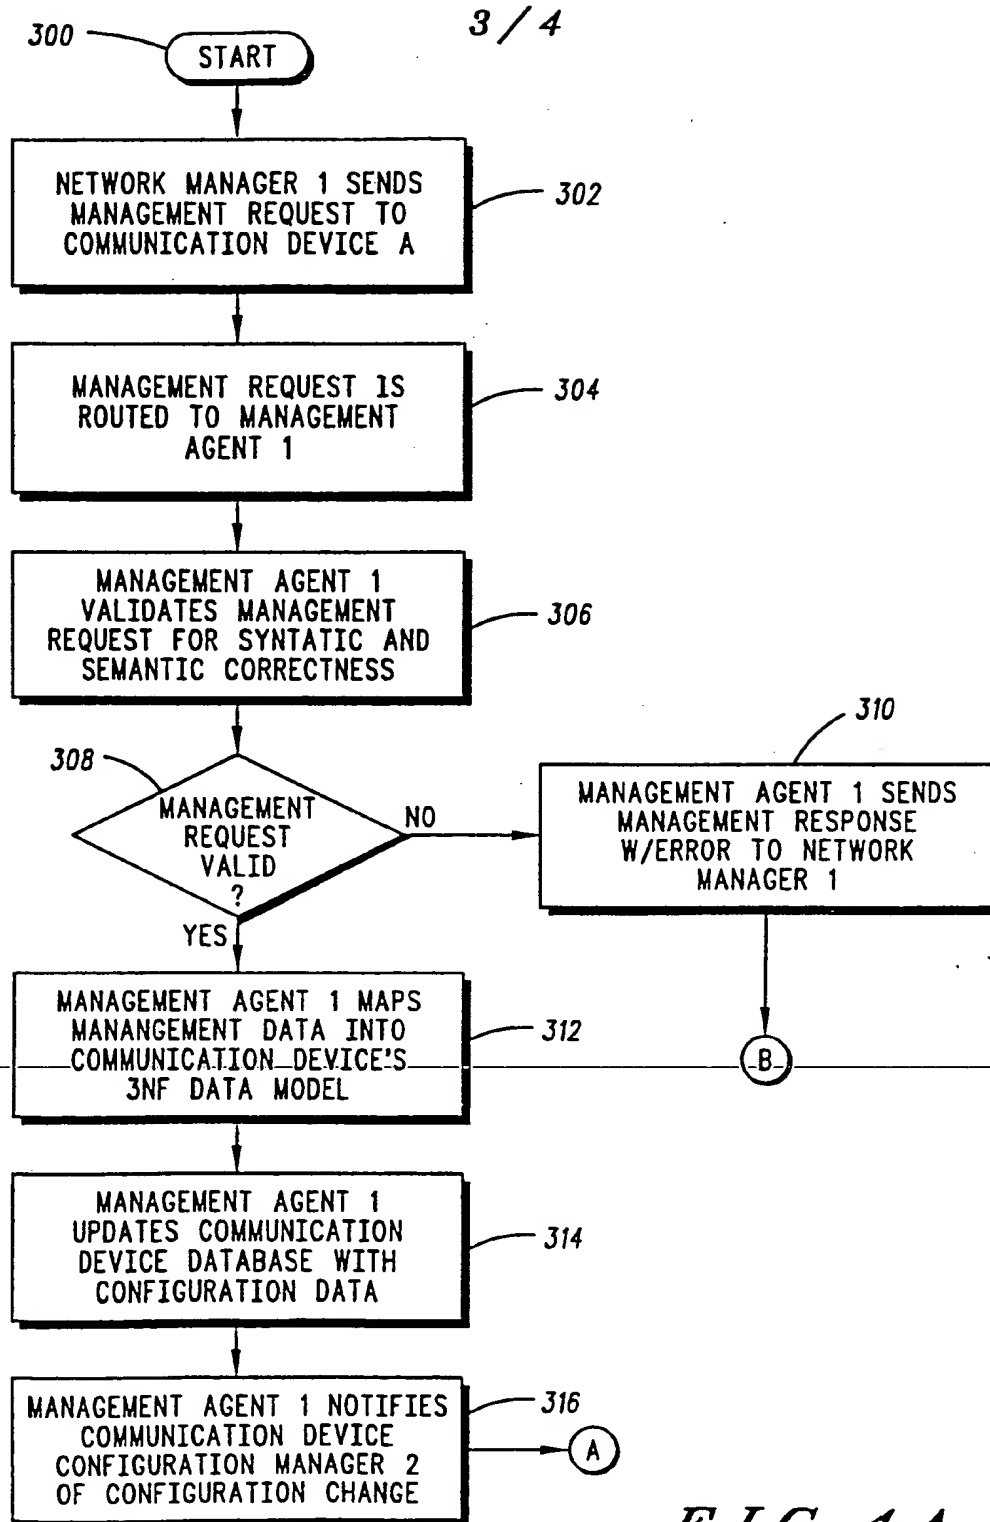 3/4
300
START
NETWORK MANAGER 1 SENDS
MANAGEMENT REQUEST TO
COMMUNICATION DEVICE A
302
MANAGEMENT REQUEST IS
ROUTED TO MANAGEMENT
AGENT 1
304
MANAGEMENT AGENT 1
VALIDATES MANAGEMENT
REQUEST FOR SYNTATIC AND
SEMANTIC CORRECTNESS
306
308
MANAGEMENT
REQUEST
VALID
?
NO
YES
310
MANAGEMENT AGENT 1 SENDS
MANAGEMENT RESPONSE
W/ERROR TO NETWORK
MANAGER 1
B
MANAGEMENT AGENT 1 MAPS
MANANGEMENT DATA INTO
COMMUNICATION DEVICE'S
3NF DATA MODEL
312
MANAGEMENT AGENT 1
UPDATES COMMUNICATION
DEVICE DATABASE WITH
CONFIGURATION DATA
314
MANAGEMENT AGENT 1 NOTIFIES
COMMUNICATION DEVICE
CONFIGURATION MANAGER 2
OF CONFIGURATION CHANGE
316
A
FIG. 4A